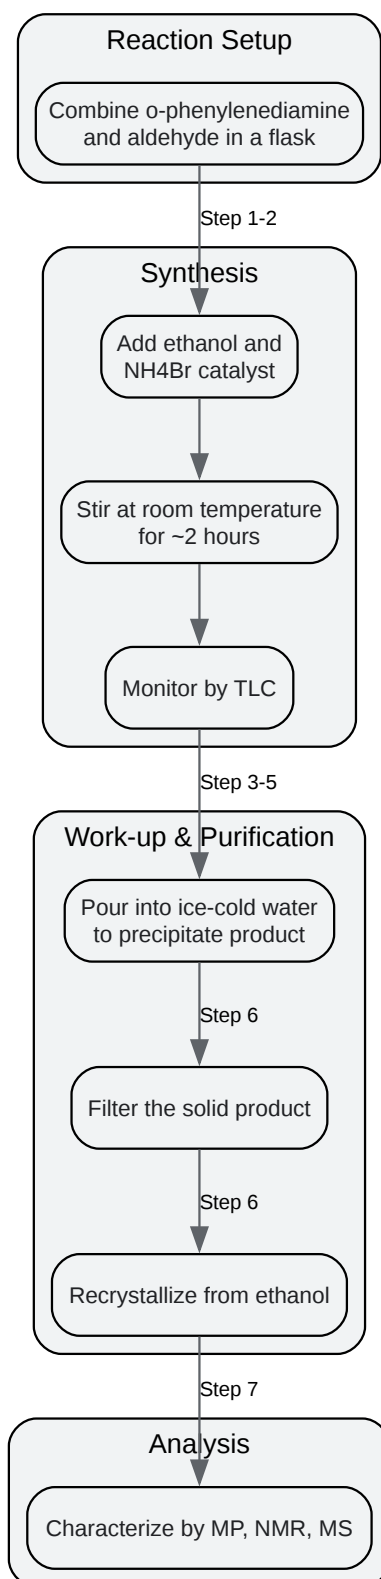 Reaction Setup
Combine o-phenylenediamine
and aldehyde in a flask
Step 1-2
Synthesis
Add ethanol and
NH4Br catalyst
Stir at room temperature
for ~2 hours
Monitor by TLC
Step 3-5
Work-up & Purification
Pour into ice-cold water
to precipitate product
Step 6
Filter the solid product
Step 6
Recrystallize from ethanol
Step 7
Analysis
Characterize by MP, NMR, MS